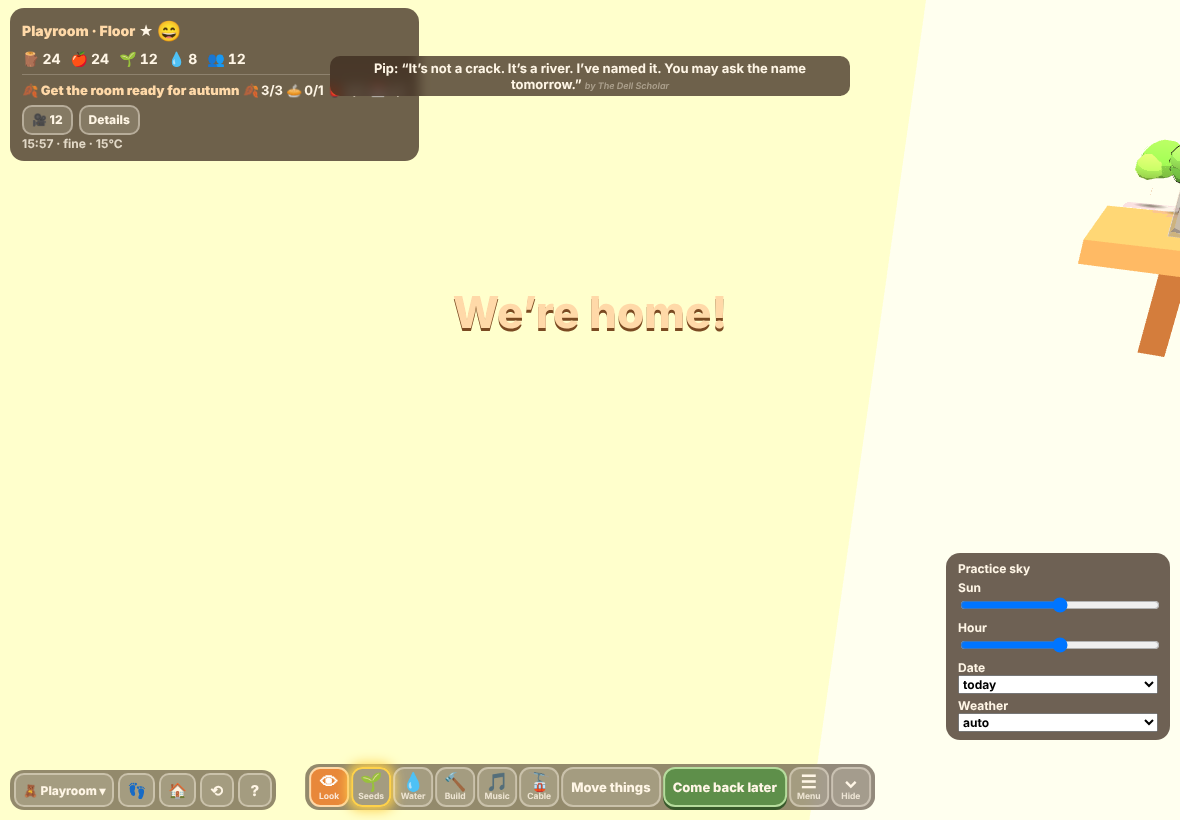 Playroom · Floor ★
24 24 12 8 12
Pip: “It’s not a crack. It’s a river. I’ve named it. You may ask the name
tomorrow.” by The Deli Scholar
Get the room ready for autumn 3/3 0/1
12 Details
15:57 · fine · 15°C
We’re home!
Practice sky
Sun
Hour
Date
today
Weather
auto
Playroom ▾
?
Look
Seeds
Water
Build
Music
Cable
Move things
Come back later
Menu
Hide